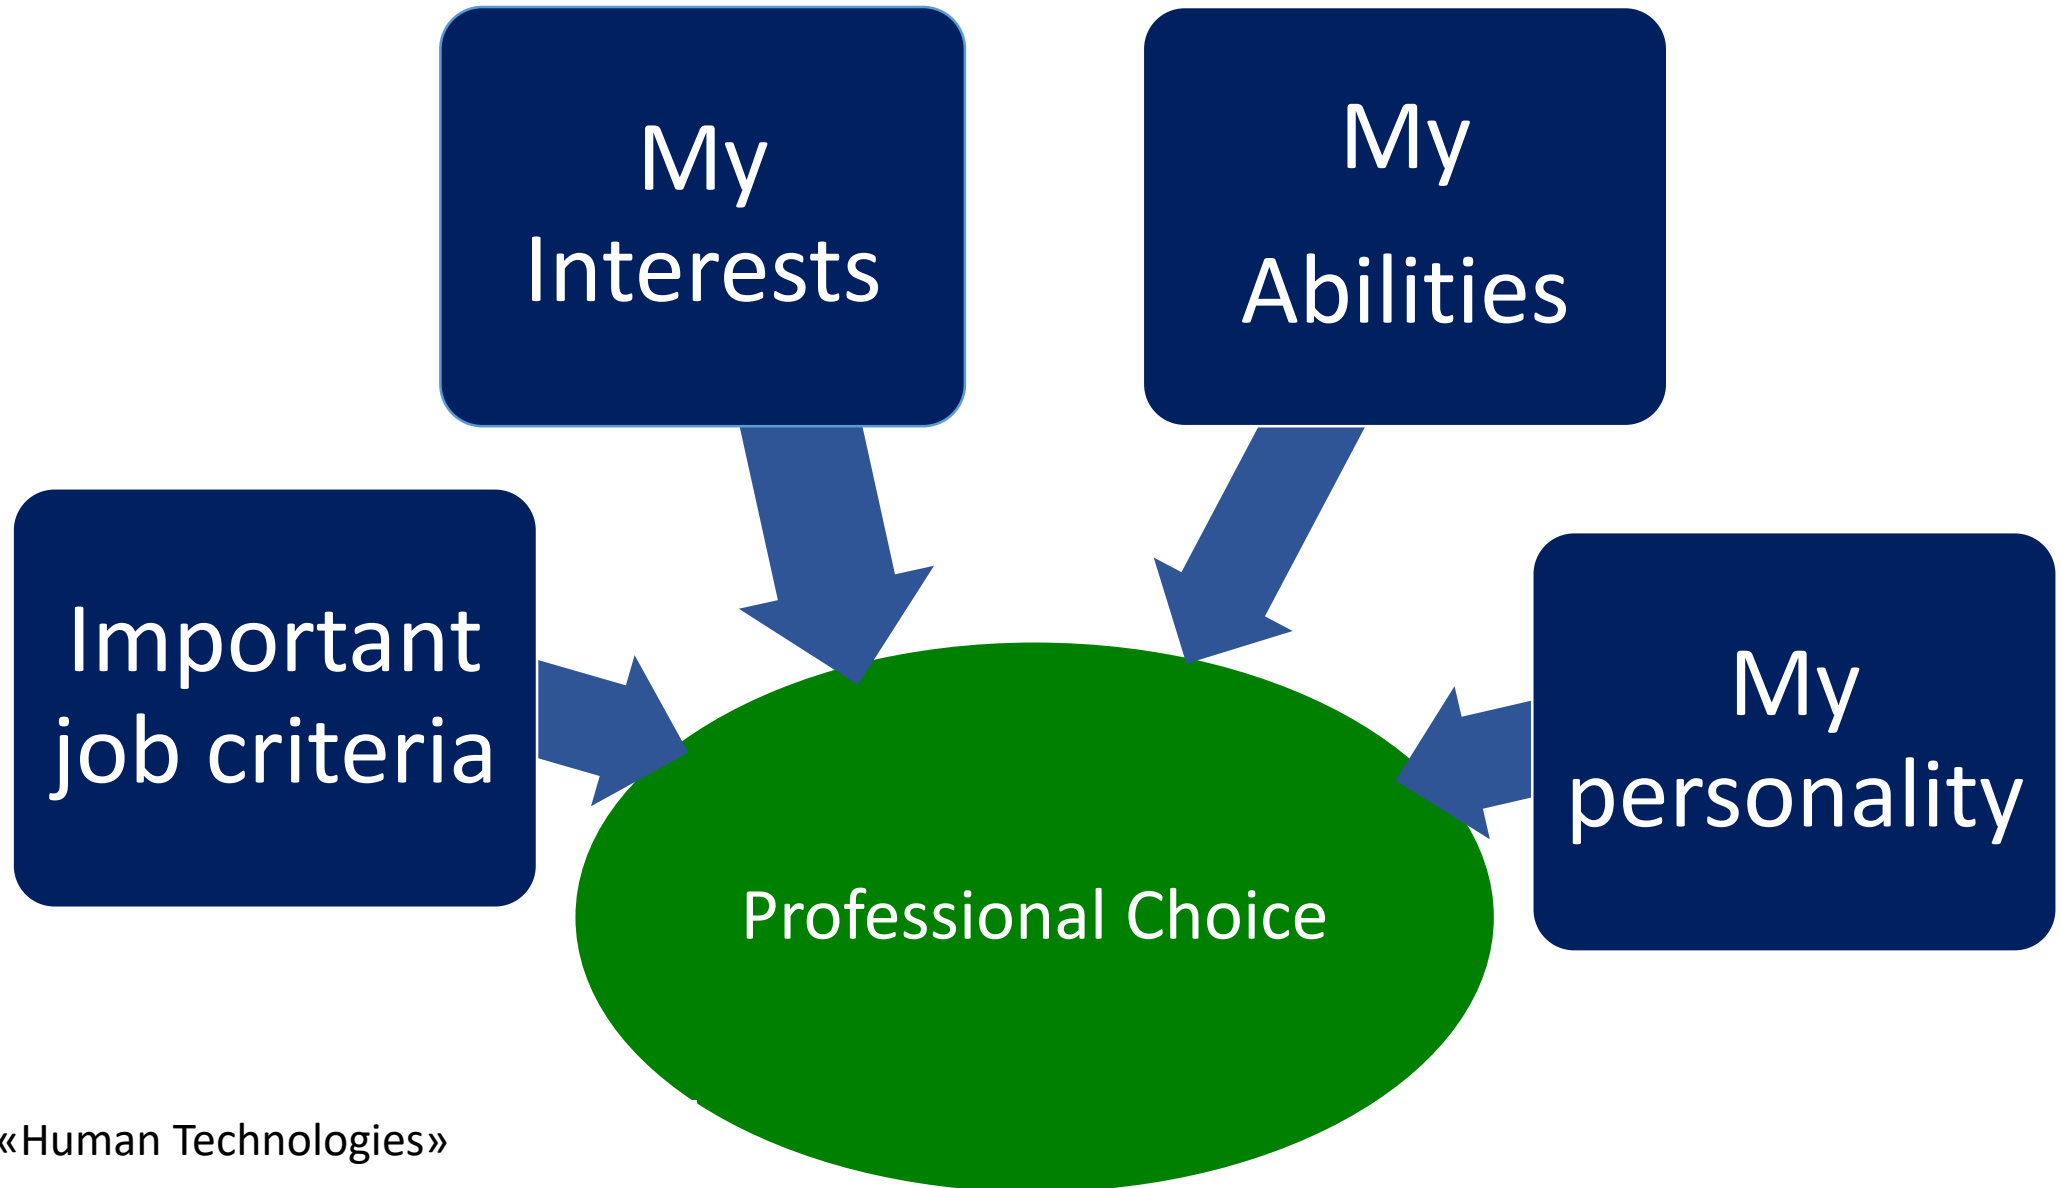 My
Interests
My
Abilities
Important
job criteria
My
personality
Professional Choice
«Human Technologies»